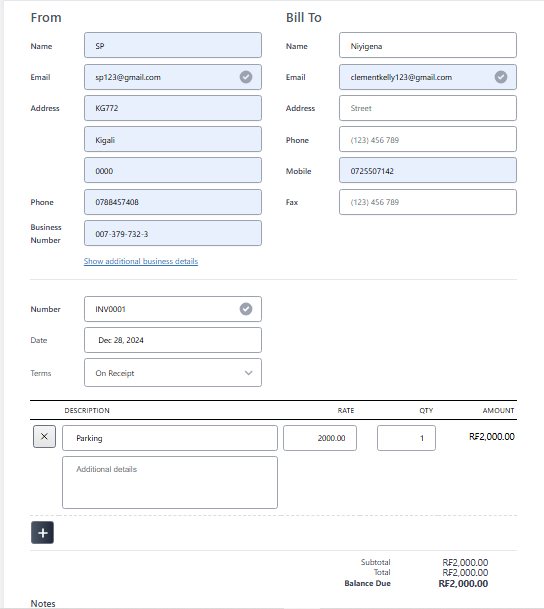 From
Name SP
Email sp123@gmail.com
Address KG772
Kigali
0000
Phone 0788457408
Business
Number 007-379-732-3
Show additional business details
Bill To
Name Niyigena
Email clementkelly123@gmail.com
Address Street
Phone (123) 456 789
Mobile 0725507142
Fax (123) 456 789
Number INV0001
Date Dec 28, 2024
Terms On Receipt
DESCRIPTION RATE QTY AMOUNT
Parking 2000.00 1 RF2,000.00
Additional details
Subtotal RF2,000.00
Total RF2,000.00
Balance Due RF2,000.00
Notes